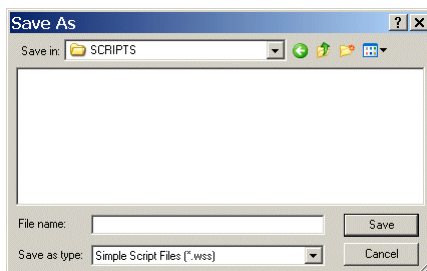 Save As
Save in: SCRIPTS
File name: Save
Save as type: Simple Script Files (*.wss) Cancel